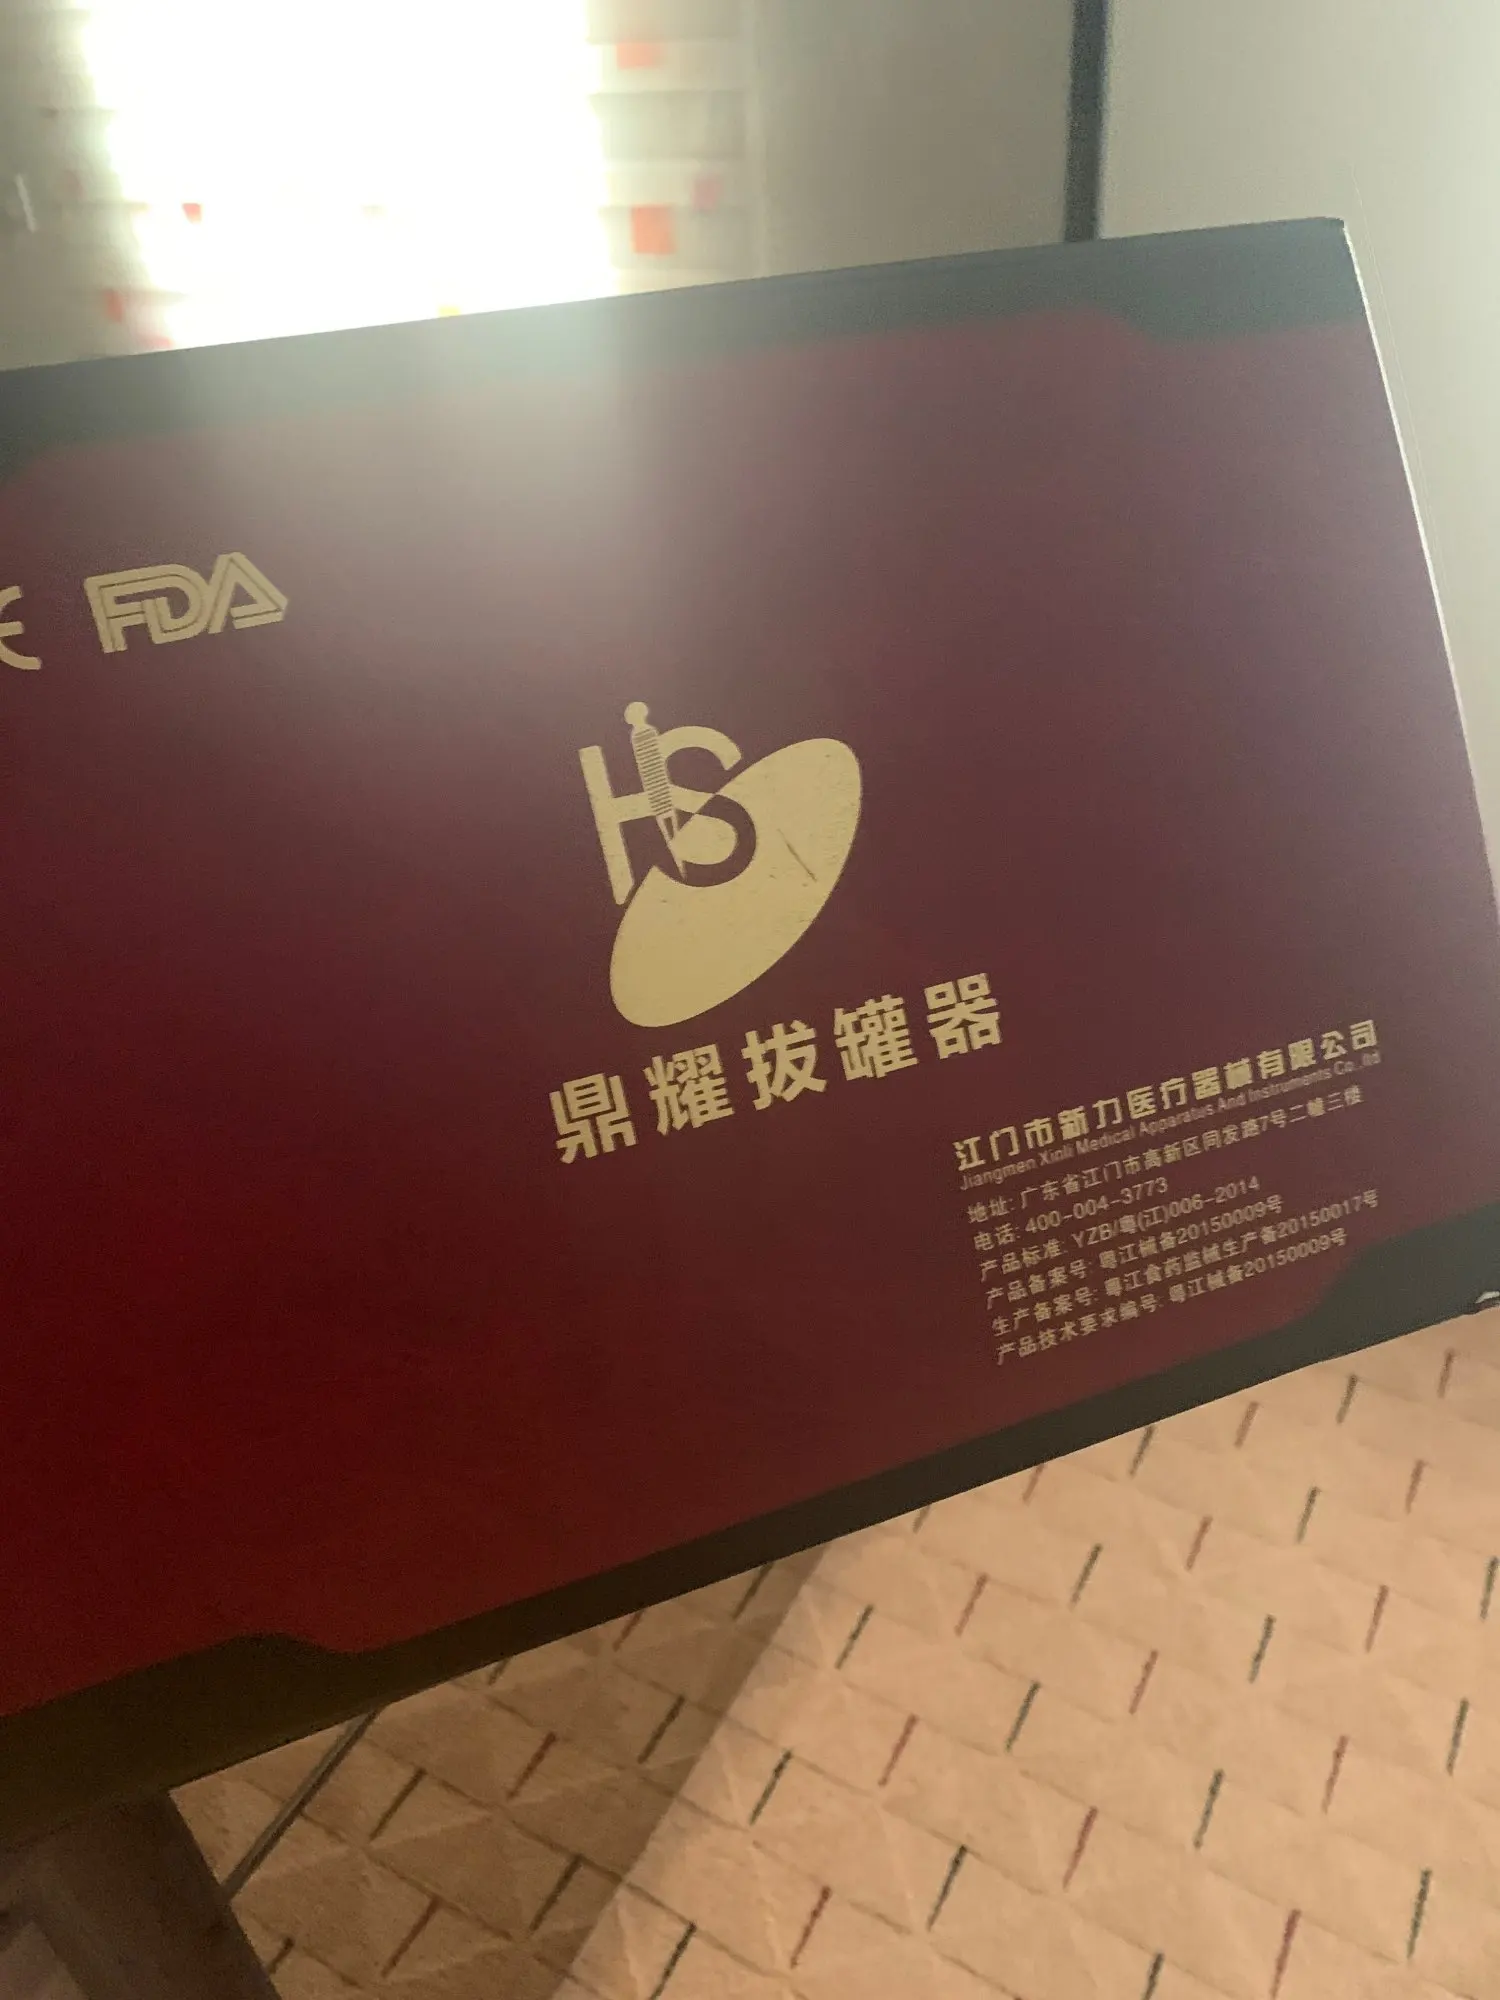 CE FDA
HS
鼎耀拔罐器
江门市新力医疗器械有限公司
Jiangmen Xinli Medical Apparatus And Instruments Co.,ltd
地址: 广东省江门市高新区同发路7号二幢三楼
电话: 400-004-3773
产品标准: YZB/粤(江)006-2014
产品备案号: 粤江械备20150009号
生产备案号: 粤江食药监械生产备20150017号
产品技术要求编号: 粤江械备20150009号